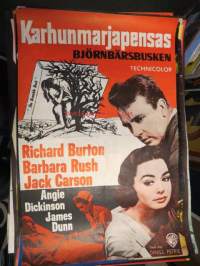 Karhunmarjapensas
BJÖRNBÄRSBUSKEN
TECHNICOLOR
Richard Burton
Barbara Rush
Jack Carson
Angie
Dickinson
James
Dunn